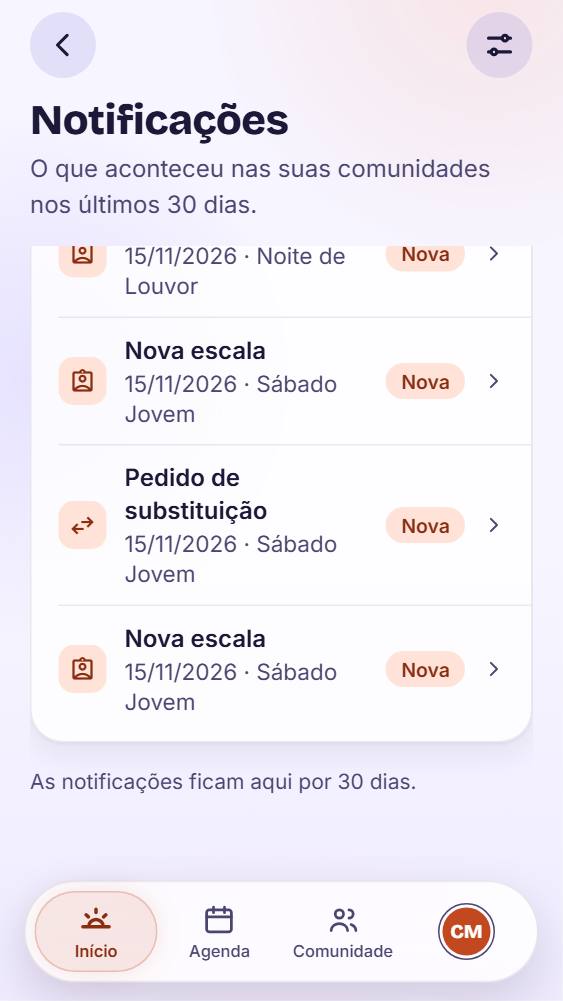 Notificações
O que aconteceu nas suas comunidades
nos últimos 30 dias.
15/11/2026 · Noite de
Louvor
Nova
Nova escala
15/11/2026 · Sábado
Jovem
Nova
Pedido de
substituição
15/11/2026 · Sábado
Jovem
Nova
Nova escala
15/11/2026 · Sábado
Jovem
Nova
As notificações ficam aqui por 30 dias.
Início
Agenda
Comunidade
CM